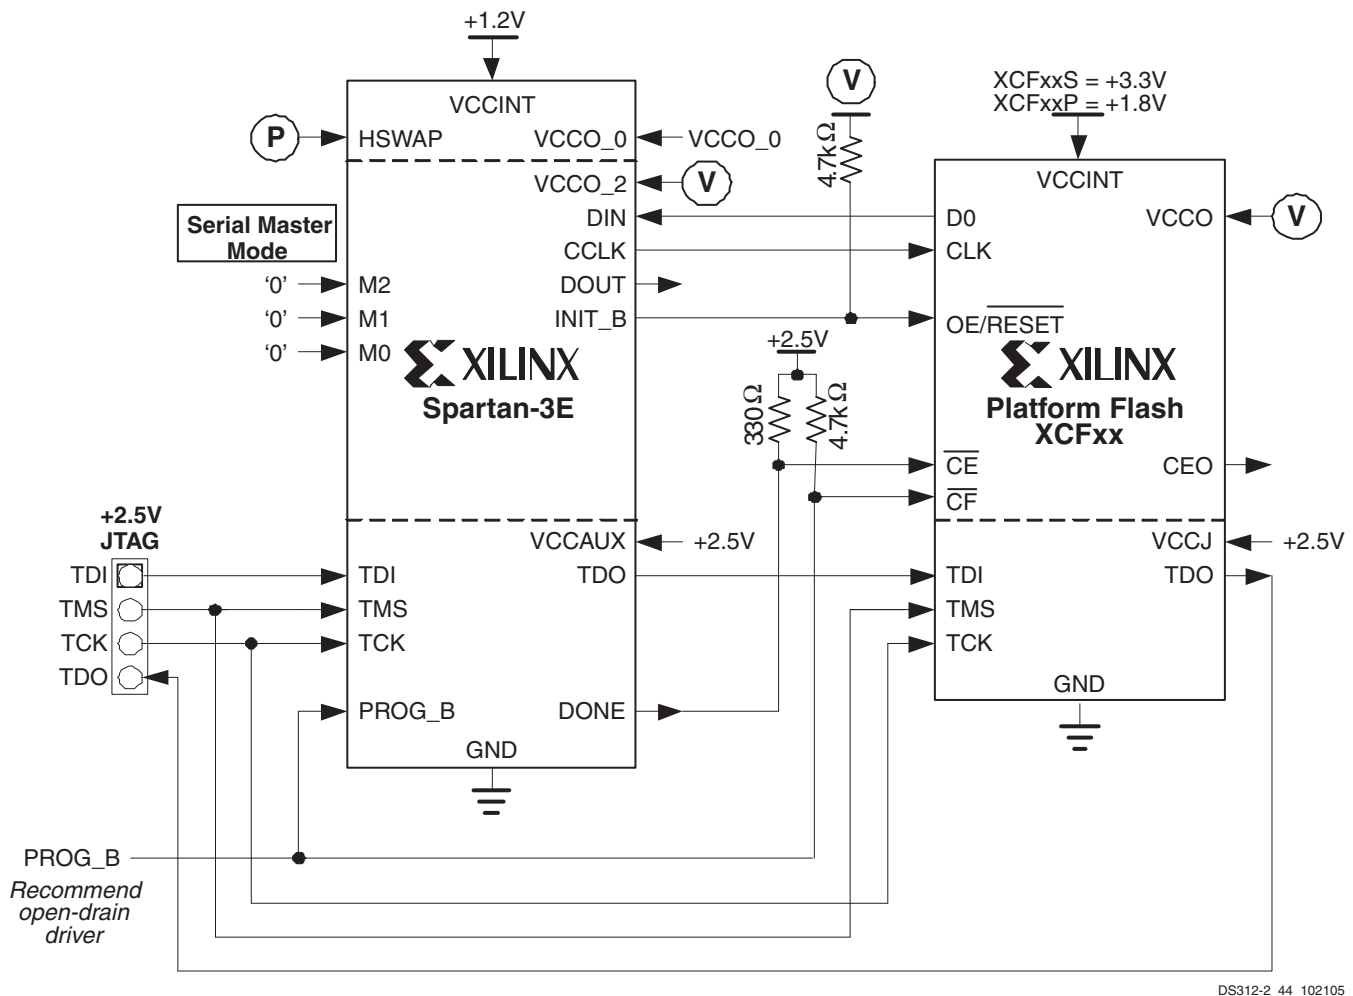 +1.2V
XCFxxS = +3.3V
XCFxxP = +1.8V
V
VCCINT
P
HSWAP
VCCO_0
VCCO_0
4.7kΩ
VCCINT
VCCO_2
V
Serial Master
Mode
DIN
D0
VCCO
V
CCLK
CLK
'0'
M2
DOUT
'0'
M1
INIT_B
OE/RESET
'0'
M0
+2.5V
XILINX
Spartan-3E
330Ω
4.7kΩ
XILINX
Platform Flash
XCFxx
CE
CEO
CF
+2.5V
JTAG
VCCAUX
+2.5V
VCCJ
+2.5V
TDI
TDI
TDO
TDI
TDO
TMS
TMS
TMS
TCK
TCK
TCK
TDO
GND
PROG_B
DONE
GND
PROG_B
Recommend
open-drain
driver
DS312-2_44_102105